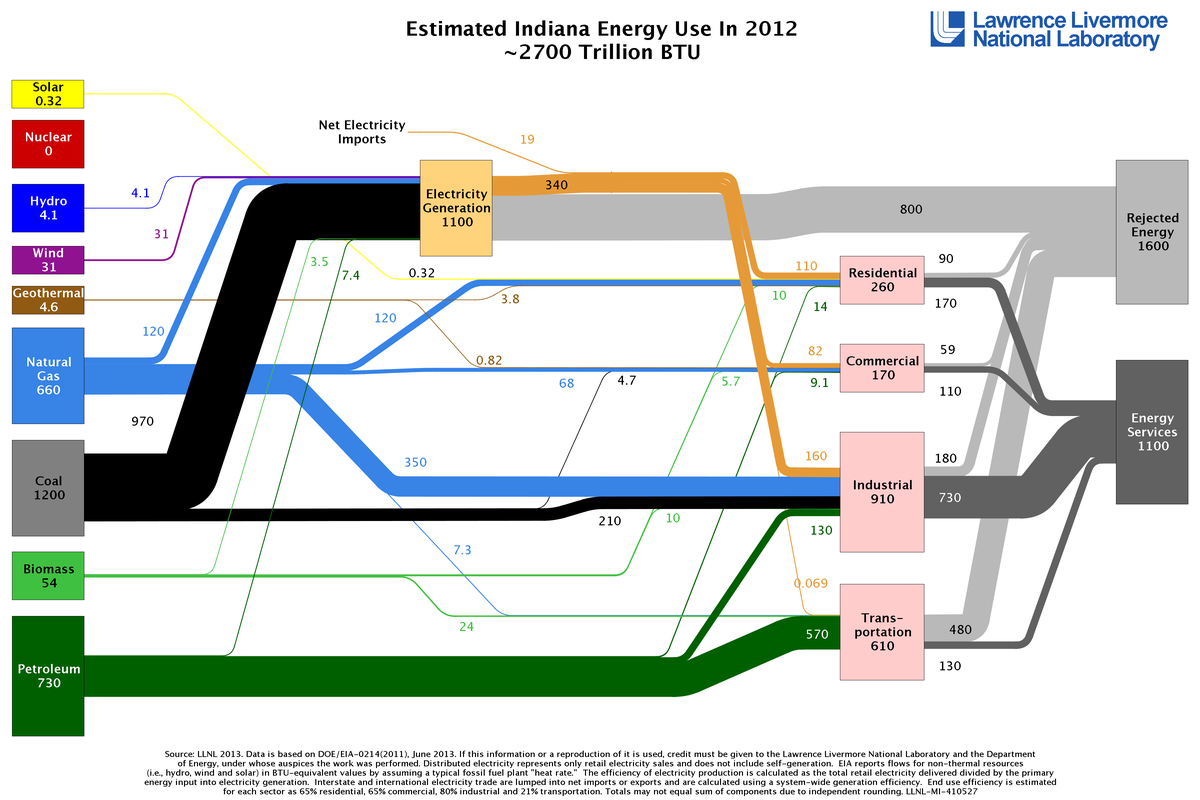 Estimated Indiana Energy Use In 2012
~2700 Trillion BTU
Lawrence Livermore
National Laboratory
Solar
0.32
Nuclear
0
Hydro
4.1
Wind
31
Geothermal
4.6
Natural
Gas
660
Coal
1200
Biomass
54
Petroleum
730
4.1
31
120
970
Net Electricity
Imports
19
Electricity
Generation
1100
340
800
3.5
7.4
0.32
3.8
120
0.82
68
4.7
5.7
10
14
110
82
9.1
350
160
210
10
130
7.3
0.069
24
570
Residential
260
Commercial
170
Industrial
910
Trans-
portation
610
90
170
59
110
180
730
480
130
Rejected
Energy
1600
Energy
Services
1100
Source: LLNL 2013. Data is based on DOE/EIA-0214(2011), June 2013. If this information or a reproduction of it is used, credit must be given to the Lawrence Livermore National Laboratory and the Department
of Energy, under whose auspices the work was performed. Distributed electricity represents only retail electricity sales and does not include self-generation. EIA reports flows for non-thermal resources
(i.e., hydro, wind and solar) in BTU-equivalent values by assuming a typical fossil fuel plant "heat rate." The efficiency of electricity production is calculated as the total retail electricity delivered divided by the primary
energy input into electricity generation. Interstate and international electricity trade are lumped into net imports or exports and are calculated using a system-wide generation efficiency. End use efficiency is estimated
for each sector as 65% residential, 65% commercial, 80% industrial and 21% transportation. Totals may not equal sum of components due to independent rounding. LLNL-MI-410527